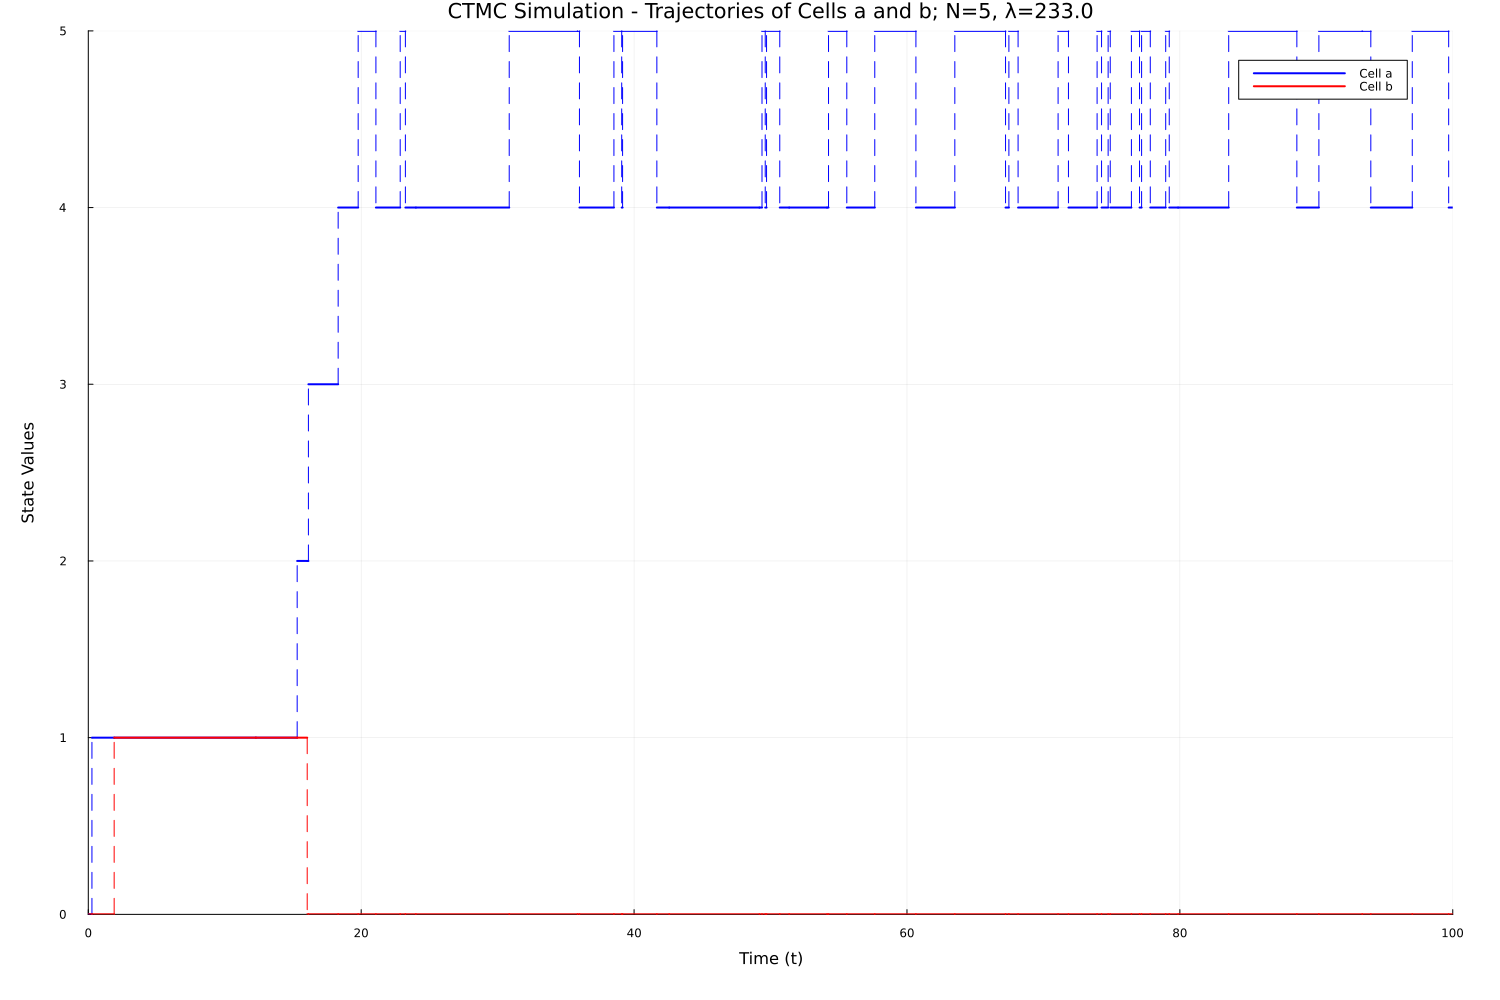 CTMC Simulation - Trajectories of Cells a and b; N=5, λ=233.0
5
Cell a
Cell b
4
3
State Values
2
1
0
0 20 40 60 80 100
Time (t)